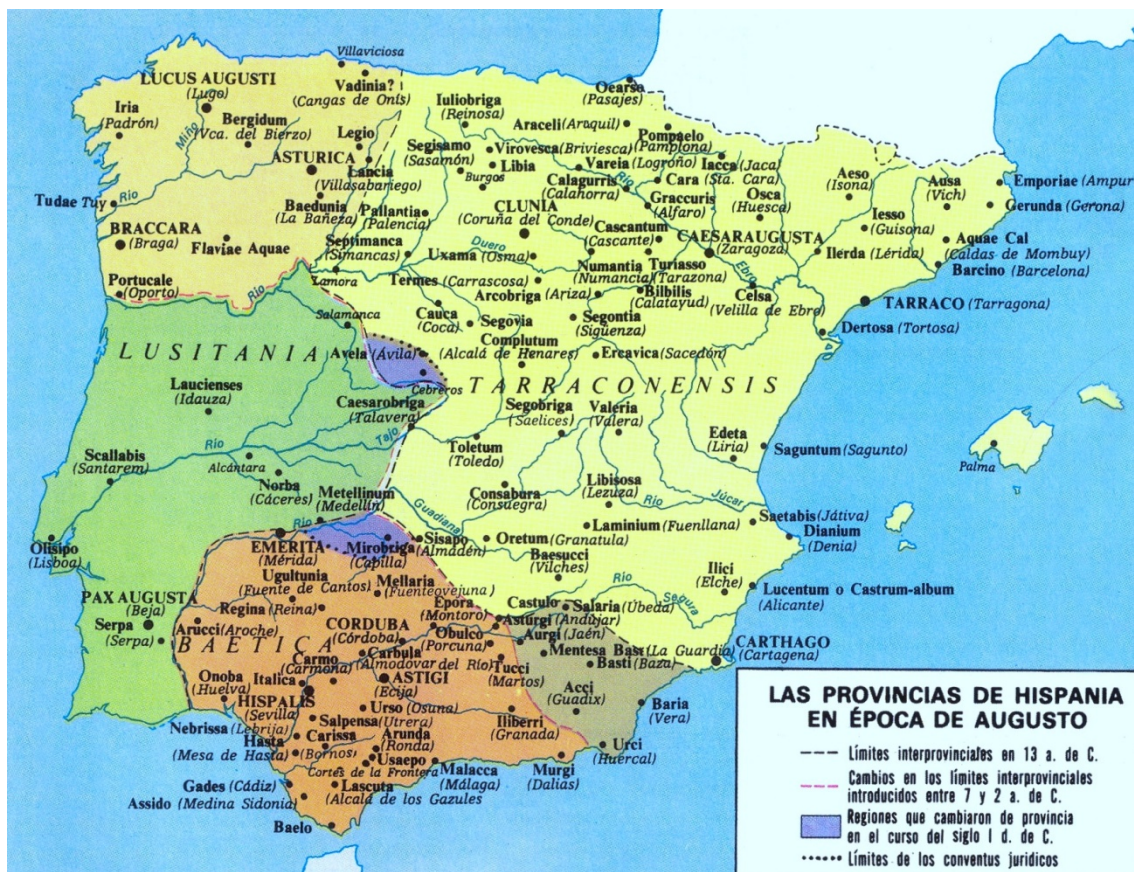 Villaviciosa
LUCUS AUGUSTI
(Lugo)
Vadinia?
(Cangas de Onís)
Iria
(Padrón)
Miño
Bergidum
(Vca. del Bierzo)
Legio
ASTURICA
Lancia
(Villasabariego)
Tudae Tuy
Río
Baedunia
(La Bañeza)
BRACCARA
(Braga)
Flaviae Aquae
Portucale
(Oporto)
Río
Oearso
(Pasajes)
Iuliobriga
(Reinosa)
Araceli (Araquil)
Pompaelo
(Pamplona)
Segisamo
(Sasamón)
Virovesca (Briviesca)
Libia
Burgos
Vareia (Logroño)
Iacca (Jaca)
Río
Cara (Sta. Cara)
Calagurris
(Calahorra)
Graccuris
(Alfaro)
Osca
(Huesca)
Aeso
(Isona)
Ausa
(Vich)
Emporiae (Ampur
Gerunda (Gerona)
Iesso
(Guisona)
Pallantia
(Palencia)
CLUNIA
(Coruña del Conde)
Cascantum
(Cascante)
CAESARAUGUSTA
(Zaragoza)
Ilerda (Lérida)
Aquae Cal
(Caldas de Mombuy)
Barcino (Barcelona)
Septimanca
(Simancas)
Duero
Uxama (Osma)
Numantia
(Numancia)
Turiasso
(Tarazona)
Ebro
Zamora
Termes (Carrascosa)
Arcobriga (Ariza)
Bilbilis
(Calatayud)
Celsa
(Velilla de Ebro)
TARRACO (Tarragona)
Dertosa (Tortosa)
Salamanca
Cauca
(Coca)
Segovia
Segontia
(Sigüenza)
Complutum
(Alcalá de Henares)
Ercavica (Sacedón)
LUSITANIA
Avela (Ávila)
Cebreros
TARRACONENSIS
Laucienses
(Idauza)
Caesarobriga
(Talavera)
Segobriga
(Saelices)
Valeria
(Valera)
Tajo
Río
Toletum
(Toledo)
Edeta
(Liria)
Saguntum (Sagunto)
Palma
Scallabis
(Santarem)
Alcántara
Norba
(Cáceres)
Metellinum
(Medellín)
Consabura
(Consuegra)
Libisosa
(Lezuza)
Río
Júcar
Guadiana
Río
Saetabis (Játiva)
Dianium
(Denia)
Laminium (Fuenllana)
Olisipo
(Lisboa)
EMERITA
(Mérida)
Mirobriga
(Capilla)
Sisapo
(Almadén)
Oretum (Granatula)
Baesucci
(Vilches)
Ilici
(Elche)
Lucentum o Castrum-album
(Alicante)
Ugultunia
(Fuente de Cantos)
Mellaria
(Fuenteovejuna)
Río
Segura
PAX AUGUSTA
(Beja)
Serpa
(Serpa)
Regina (Reina)
Epora
(Montoro)
Castulo
Salaria (Úbeda)
Astúrgi (Andújar)
Arucci (Aroche)
CORDUBA
(Córdoba)
Obulco
(Porcuna)
Aurgi (Jaén)
CARTHAGO
(Cartagena)
BAETICA
Carbula
(Almodovar del Río)
Mentesa Base (La Guardia)
Basti (Baza)
Carmo
(Carmona)
Tucci
(Martos)
Onoba
(Huelva)
Italica
ASTIGI
(Ecija)
Acci
(Guadix)
Baria
(Vera)
HISPALIS
(Sevilla)
Urso (Osuna)
Iliberri
(Granada)
Nebrissa (Lebrija)
Salpensa (Utrera)
Hasta
(Mesa de Hasta)
Carissa
(Bornos)
Arunda
(Ronda)
Urci
(Huercal)
Usaepo
Cortes de la Frontera
Malacca
(Málaga)
Murgi
(Dalias)
Gades (Cádiz)
Lascuta
(Alcalá de los Gazules
Assido (Medina Sidonia)
Baelo
LAS PROVINCIAS DE HISPANIA
EN ÉPOCA DE AUGUSTO
Límites interprovinciales en 13 a. de C.
Cambios en los límites interprovinciales
introducidos entre 7 y 2 a. de C.
Regiones que cambiaron de provincia
en el curso del siglo I d. de C.
Límites de los conventus juridicos